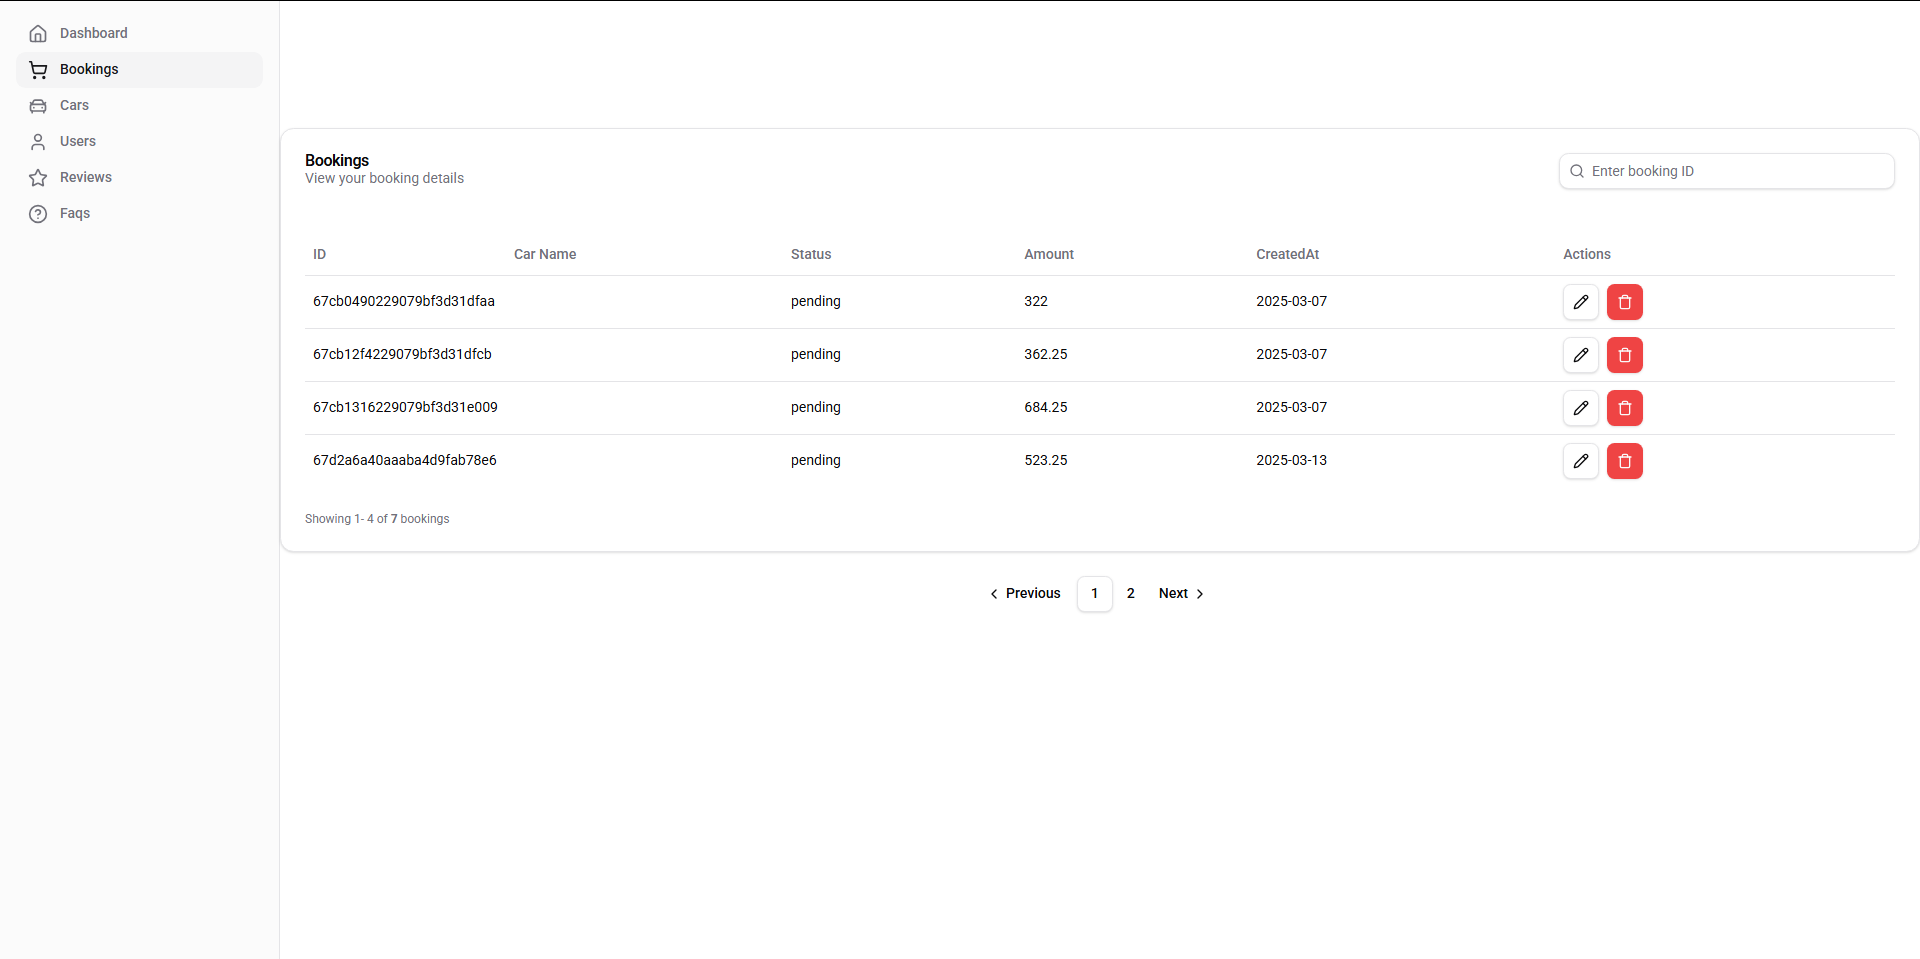 Dashboard
Bookings
Cars
Users
Reviews
Faqs
Bookings
View your booking details
Enter booking ID
ID Car Name Status Amount CreatedAt Actions
67cb0490229079bf3d31dfaa pending 322 2025-03-07
67cb12f4229079bf3d31dfcb pending 362.25 2025-03-07
67cb1316229079bf3d31e009 pending 684.25 2025-03-07
67d2a6a40aaaba4d9fab78e6 pending 523.25 2025-03-13
Showing 1- 4 of 7 bookings
Previous 1 2 Next